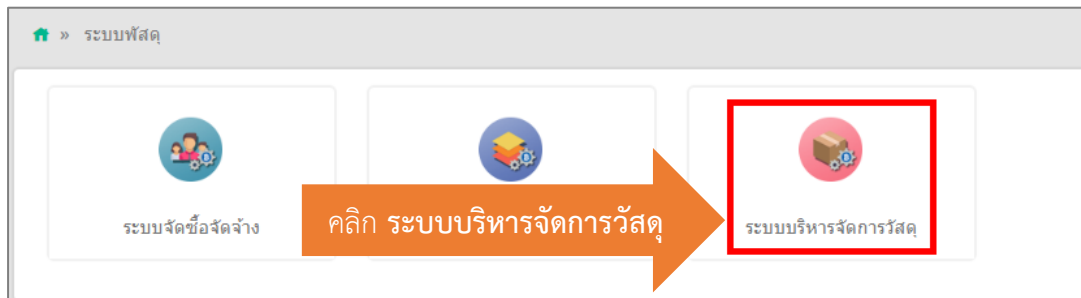 » ระบบพัสดุ
ระบบจัดซื้อจัดจ้าง
คลิก ระบบบริหารจัดการวัสดุ
ระบบบริหารจัดการวัสดุ